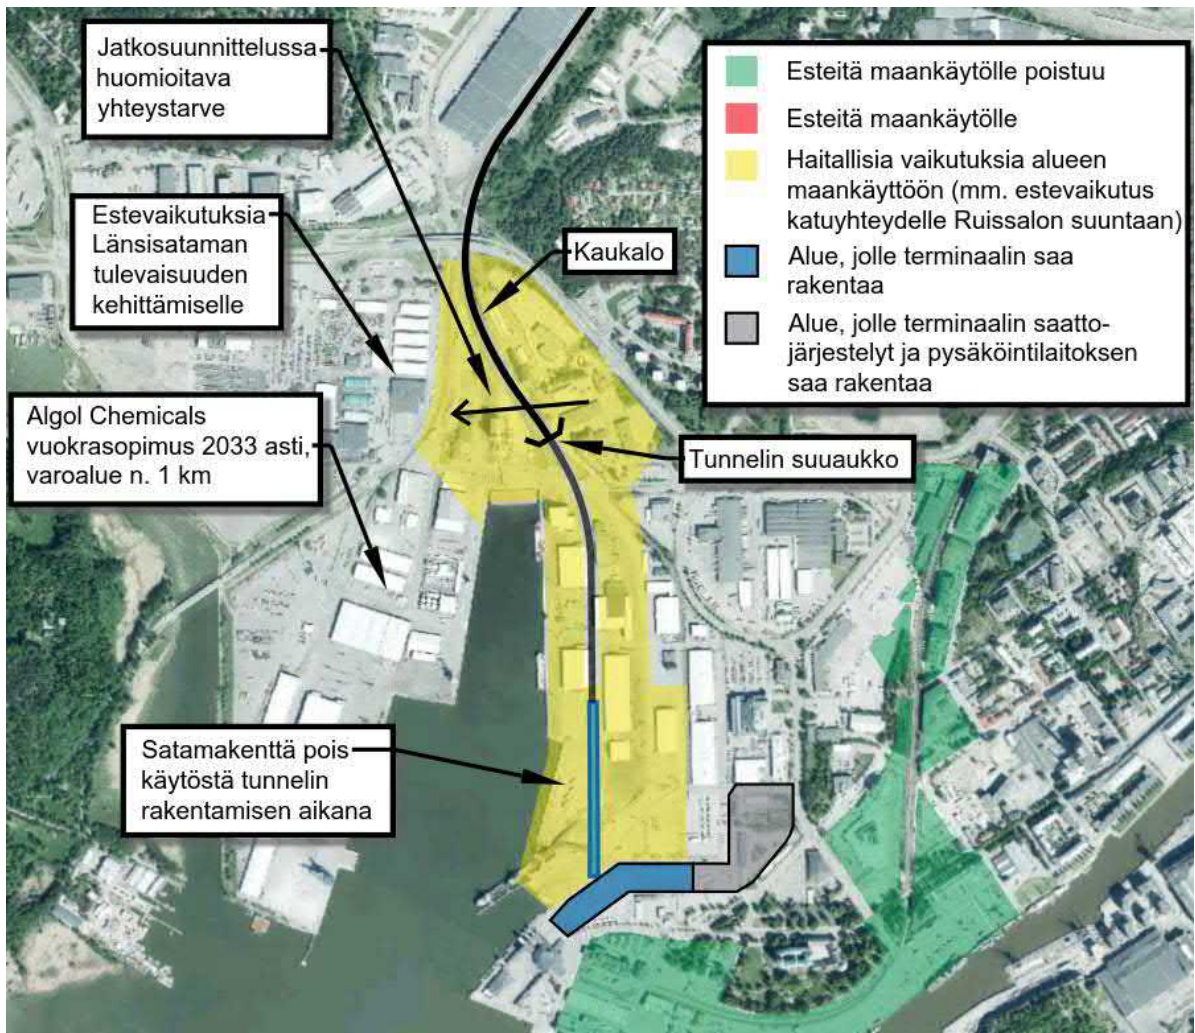 Jatkosuunnittelussa
huomioitava
yhteystarve
Estevaikutuksia
Länsisataman
tulevaisuuden
kehittämiselle
Algol Chemicals
vuokrasopimus 2033 asti,
varoalue n. 1 km
Satamakenttä pois
käytöstä tunnelin
rakentamisen aikana
Kaukalo
Tunnelin suuaukko
Esteitä maankäytölle poistuu
Esteitä maankäytölle
Haitallisia vaikutuksia alueen
maankäyttöön (mm. estevaikutus
katuyhteydelle Ruissalon suuntaan)
Alue, jolle terminaalin saa
rakentaa
Alue, jolle terminaalin saatto-
järjestelyt ja pysäköintilaitoksen
saa rakentaa